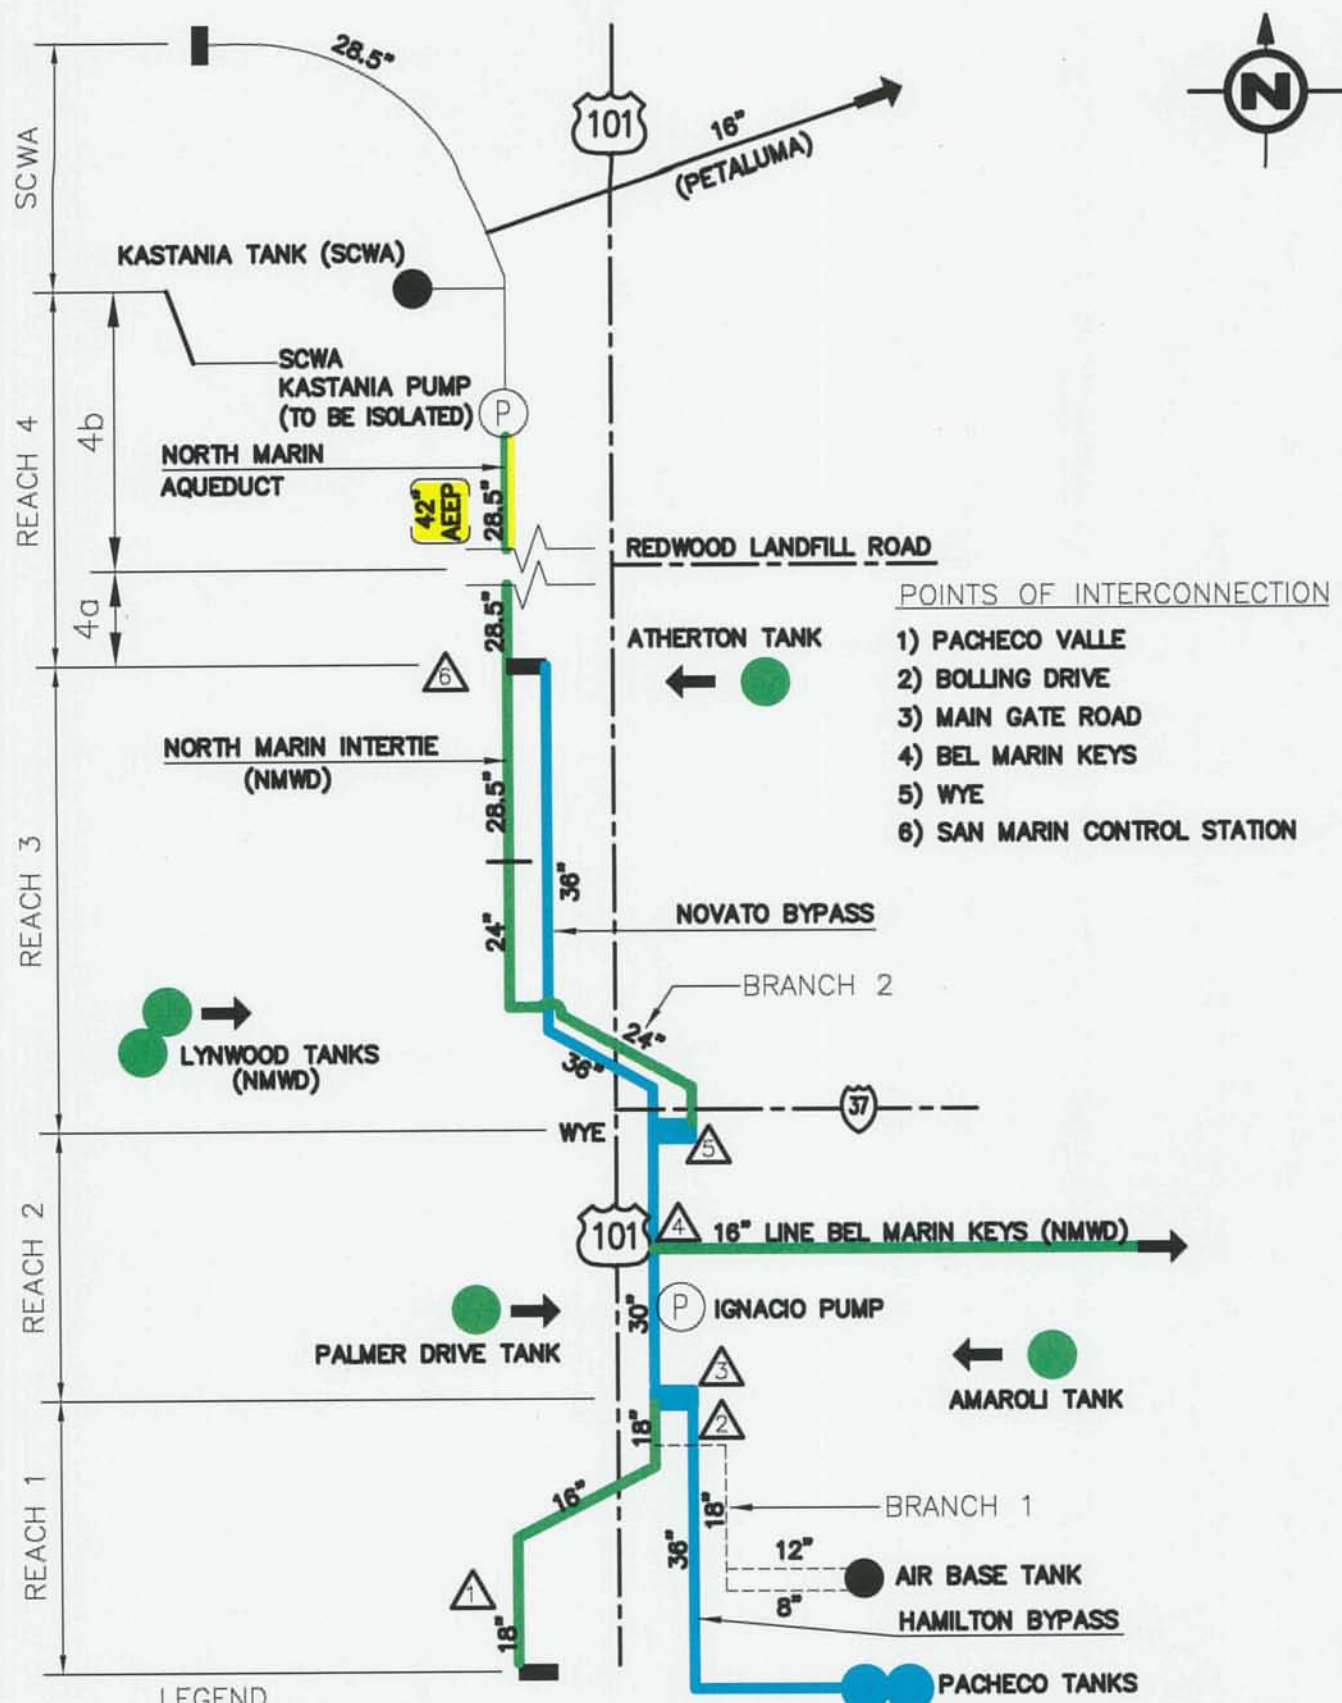 28.5"
101
16"
(PETALUMA)
N
SCWA
KASTANIA TANK (SCWA)
SCWA
KASTANIA PUMP
(TO BE ISOLATED)
P
REACH 4
4b
NORTH MARIN
AQUEDUCT
42"
AEEP
28.5"
REDWOOD LANDFILL ROAD
4a
28.5"
POINTS OF INTERCONNECTION
1) PACHECO VALLE
2) BOLLING DRIVE
3) MAIN GATE ROAD
4) BEL MARIN KEYS
5) WYE
6) SAN MARIN CONTROL STATION
ATHERTON TANK
6
NORTH MARIN INTERTIE
(NMWD)
28.5"
REACH 3
36"
24"
NOVATO BYPASS
BRANCH 2
24"
36"
LYNWOOD TANKS
(NMWD)
37
WYE
5
REACH 2
101
4
16" LINE BEL MARIN KEYS (NMWD)
30"
P
IGNACIO PUMP
PALMER DRIVE TANK
3
AMAROLI TANK
2
18"
REACH 1
16"
18"
BRANCH 1
36"
12"
AIR BASE TANK
8"
HAMILTON BYPASS
1
18"
PACHECO TANKS
LEGEND